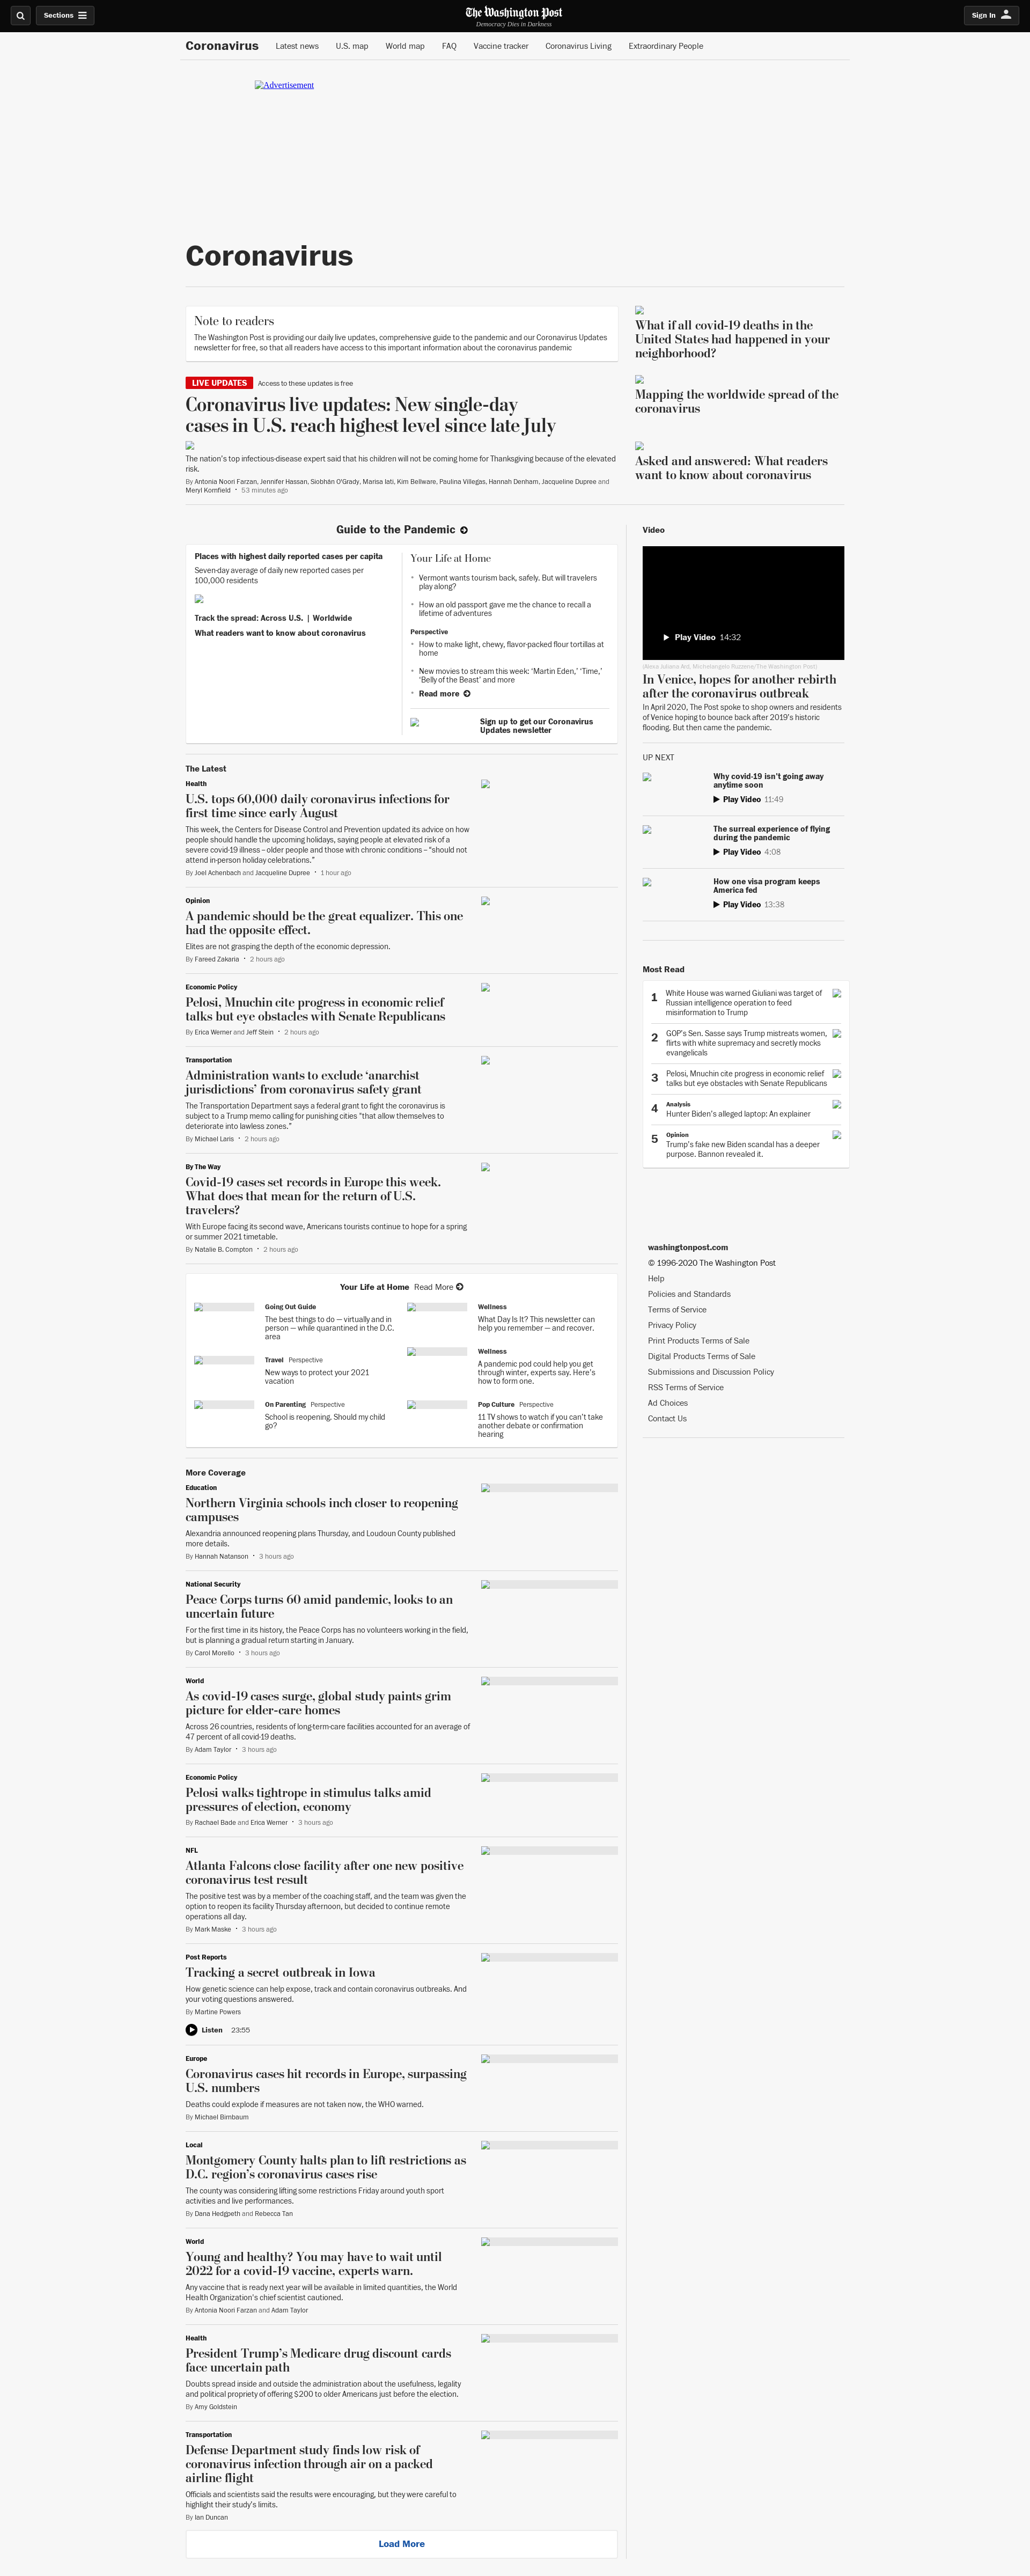 Sections
The Washington Post
Democracy Dies in Darkness
Sign In
Coronavirus
Latest news
U.S. map
World map
FAQ
Vaccine tracker
Coronavirus Living
Extraordinary People
Advertisement
Coronavirus
Note to readers
The Washington Post is providing our daily live updates, comprehensive guide to the pandemic and our Coronavirus Updates
newsletter for free, so that all readers have access to this important information about the coronavirus pandemic
LIVE UPDATES Access to these updates is free
Coronavirus live updates: New single-day
cases in U.S. reach highest level since late July
The nation’s top infectious-disease expert said that his children will not be coming home for Thanksgiving because of the elevated
risk.
By Antonia Noori Farzan, Jennifer Hassan, Siobhán O'Grady, Marisa Iati, Kim Bellware, Paulina Villegas, Hannah Denham, Jacqueline Dupree and
Meryl Kornfield • 53 minutes ago
What if all covid-19 deaths in the
United States had happened in your
neighborhood?
Mapping the worldwide spread of the
coronavirus
Asked and answered: What readers
want to know about coronavirus
Guide to the Pandemic
Places with highest daily reported cases per capita
Seven-day average of daily new reported cases per
100,000 residents
Track the spread: Across U.S. | Worldwide
What readers want to know about coronavirus
Your Life at Home
Vermont wants tourism back, safely. But will travelers
play along?
How an old passport gave me the chance to recall a
lifetime of adventures
Perspective
How to make light, chewy, flavor-packed flour tortillas at
home
New movies to stream this week: ‘Martin Eden,’ ‘Time,’
‘Belly of the Beast’ and more
Read more
Sign up to get our Coronavirus
Updates newsletter
The Latest
Health
U.S. tops 60,000 daily coronavirus infections for
first time since early August
This week, the Centers for Disease Control and Prevention updated its advice on how
people should handle the upcoming holidays, saying people at elevated risk of a
severe covid-19 illness – older people and those with chronic conditions – “should not
attend in-person holiday celebrations.”
By Joel Achenbach and Jacqueline Dupree • 1 hour ago
Opinion
A pandemic should be the great equalizer. This one
had the opposite effect.
Elites are not grasping the depth of the economic depression.
By Fareed Zakaria • 2 hours ago
Economic Policy
Pelosi, Mnuchin cite progress in economic relief
talks but eye obstacles with Senate Republicans
By Erica Werner and Jeff Stein • 2 hours ago
Transportation
Administration wants to exclude ‘anarchist
jurisdictions’ from coronavirus safety grant
The Transportation Department says a federal grant to fight the coronavirus is
subject to a Trump memo calling for punishing cities “that allow themselves to
deteriorate into lawless zones.”
By Michael Laris • 2 hours ago
By The Way
Covid-19 cases set records in Europe this week.
What does that mean for the return of U.S.
travelers?
With Europe facing its second wave, Americans tourists continue to hope for a spring
or summer 2021 timetable.
By Natalie B. Compton • 2 hours ago
Your Life at Home Read More
Going Out Guide
The best things to do — virtually and in
person — while quarantined in the D.C.
area
Travel Perspective
New ways to protect your 2021
vacation
On Parenting Perspective
School is reopening. Should my child
go?
Wellness
What Day Is It? This newsletter can
help you remember — and recover.
Wellness
A pandemic pod could help you get
through winter, experts say. Here’s
how to form one.
Pop Culture Perspective
11 TV shows to watch if you can’t take
another debate or confirmation
hearing
More Coverage
Education
Northern Virginia schools inch closer to reopening
campuses
Alexandria announced reopening plans Thursday, and Loudoun County published
more details.
By Hannah Natanson • 3 hours ago
National Security
Peace Corps turns 60 amid pandemic, looks to an
uncertain future
For the first time in its history, the Peace Corps has no volunteers working in the field,
but is planning a gradual return starting in January.
By Carol Morello • 3 hours ago
World
As covid-19 cases surge, global study paints grim
picture for elder-care homes
Across 26 countries, residents of long-term-care facilities accounted for an average of
47 percent of all covid-19 deaths.
By Adam Taylor • 3 hours ago
Economic Policy
Pelosi walks tightrope in stimulus talks amid
pressures of election, economy
By Rachael Bade and Erica Werner • 3 hours ago
NFL
Atlanta Falcons close facility after one new positive
coronavirus test result
The positive test was by a member of the coaching staff, and the team was given the
option to reopen its facility Thursday afternoon, but decided to continue remote
operations all day.
By Mark Maske • 3 hours ago
Post Reports
Tracking a secret outbreak in Iowa
How genetic science can help expose, track and contain coronavirus outbreaks. And
your voting questions answered.
By Martine Powers
Listen 23:55
Europe
Coronavirus cases hit records in Europe, surpassing
U.S. numbers
Deaths could explode if measures are not taken now, the WHO warned.
By Michael Birnbaum
Local
Montgomery County halts plan to lift restrictions as
D.C. region’s coronavirus cases rise
The county was considering lifting some restrictions Friday around youth sport
activities and live performances.
By Dana Hedgpeth and Rebecca Tan
World
Young and healthy? You may have to wait until
2022 for a covid-19 vaccine, experts warn.
Any vaccine that is ready next year will be available in limited quantities, the World
Health Organization’s chief scientist cautioned.
By Antonia Noori Farzan and Adam Taylor
Health
President Trump’s Medicare drug discount cards
face uncertain path
Doubts spread inside and outside the administration about the usefulness, legality
and political propriety of offering $200 to older Americans just before the election.
By Amy Goldstein
Transportation
Defense Department study finds low risk of
coronavirus infection through air on a packed
airline flight
Officials and scientists said the results were encouraging, but they were careful to
highlight their study’s limits.
By Ian Duncan
Load More
Video
Play Video 14:32
(Alexa Juliana Ard, Michelangelo Ruizzene/The Washington Post)
In Venice, hopes for another rebirth
after the coronavirus outbreak
In April 2020, The Post spoke to shop owners and residents
of Venice hoping to bounce back after 2019’s historic
flooding. But then came the pandemic.
UP NEXT
Why covid-19 isn’t going away
anytime soon
Play Video 11:49
The surreal experience of flying
during the pandemic
Play Video 4:08
How one visa program keeps
America fed
Play Video 13:38
Most Read
1 White House was warned Giuliani was target of
Russian intelligence operation to feed
misinformation to Trump
2 GOP’s Sen. Sasse says Trump mistreats women,
flirts with white supremacy and secretly mocks
evangelicals
3 Pelosi, Mnuchin cite progress in economic relief
talks but eye obstacles with Senate Republicans
4 Analysis
Hunter Biden’s alleged laptop: An explainer
5 Opinion
Trump’s fake new Biden scandal has a deeper
purpose. Bannon revealed it.
washingtonpost.com
© 1996-2020 The Washington Post
Help
Policies and Standards
Terms of Service
Privacy Policy
Print Products Terms of Sale
Digital Products Terms of Sale
Submissions and Discussion Policy
RSS Terms of Service
Ad Choices
Contact Us